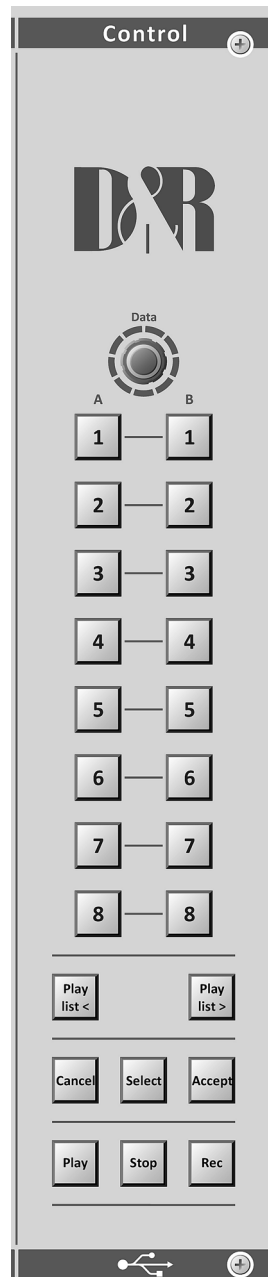 Control
D&R
Data
A B
1 1
2 2
3 3
4 4
5 5
6 6
7 7
8 8
Play Play
list < list >
Cancel Select Accept
Play Stop Rec